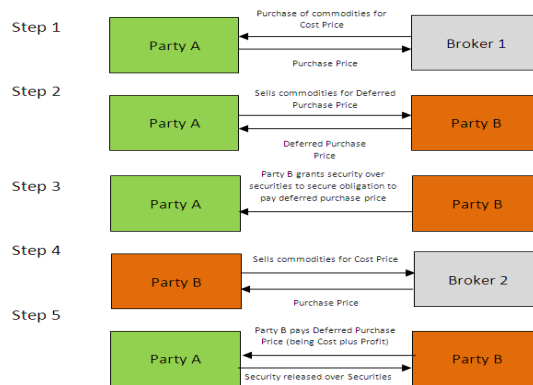 Step 1
Purchase of commodities for
Cost Price
Party A
Broker 1
Purchase Price
Step 2
Sells commodities for Deferred
Purchase Price
Party A
Party B
Deferred Purchase
Price
Step 3
Party B grants security over
securities to secure obligation to
pay deferred purchase price
Party A
Party B
Step 4
Sells commodities for Cost Price
Party B
Broker 2
Purchase Price
Step 5
Party B pays Deferred Purchase
Price (being Cost plus Profit)
Party A
Party B
Security released over Securities